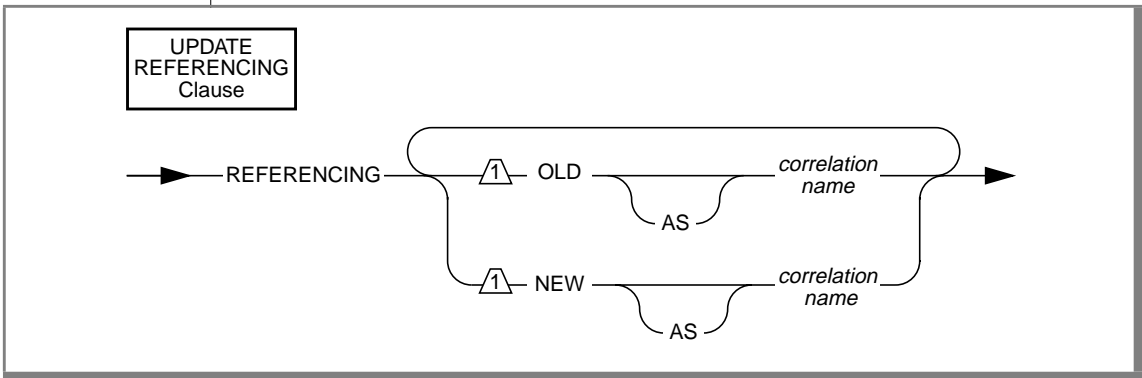 UPDATE
REFERENCING
Clause
REFERENCING
1
OLD
AS
correlation
name
1
NEW
AS
correlation
name